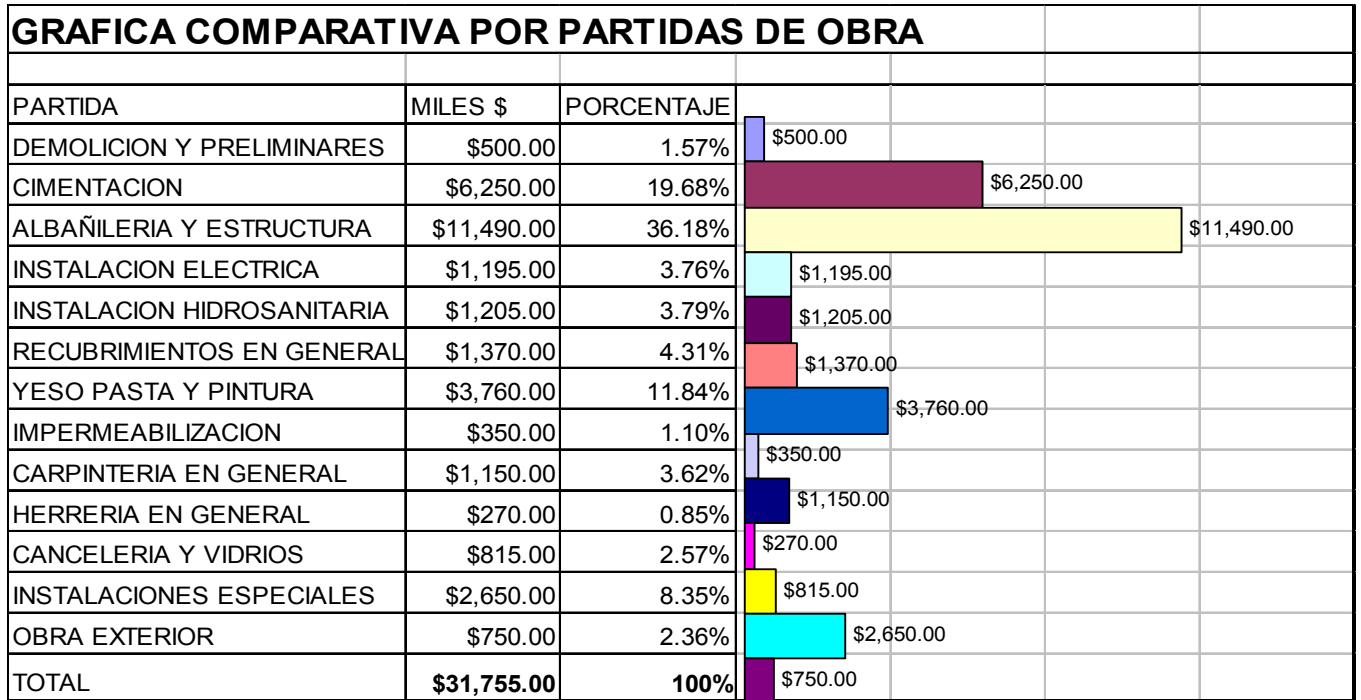 GRAFICA COMPARATIVA POR PARTIDAS DE OBRA
PARTIDA MILES $ PORCENTAJE
DEMOLICION Y PRELIMINARES $500.00 1.57% $500.00
CIMENTACION $6,250.00 19.68% $6,250.00
ALBAÑILERIA Y ESTRUCTURA $11,490.00 36.18% $11,490.00
INSTALACION ELECTRICA $1,195.00 3.76% $1,195.00
INSTALACION HIDROSANITARIA $1,205.00 3.79% $1,205.00
RECUBRIMIENTOS EN GENERAL $1,370.00 4.31% $1,370.00
YESO PASTA Y PINTURA $3,760.00 11.84% $3,760.00
IMPERMEABILIZACION $350.00 1.10% $350.00
CARPINTERIA EN GENERAL $1,150.00 3.62% $1,150.00
HERRERIA EN GENERAL $270.00 0.85% $270.00
CANCELERIA Y VIDRIOS $815.00 2.57% $815.00
INSTALACIONES ESPECIALES $2,650.00 8.35% $2,650.00
OBRA EXTERIOR $750.00 2.36% $750.00
TOTAL $31,755.00 100%